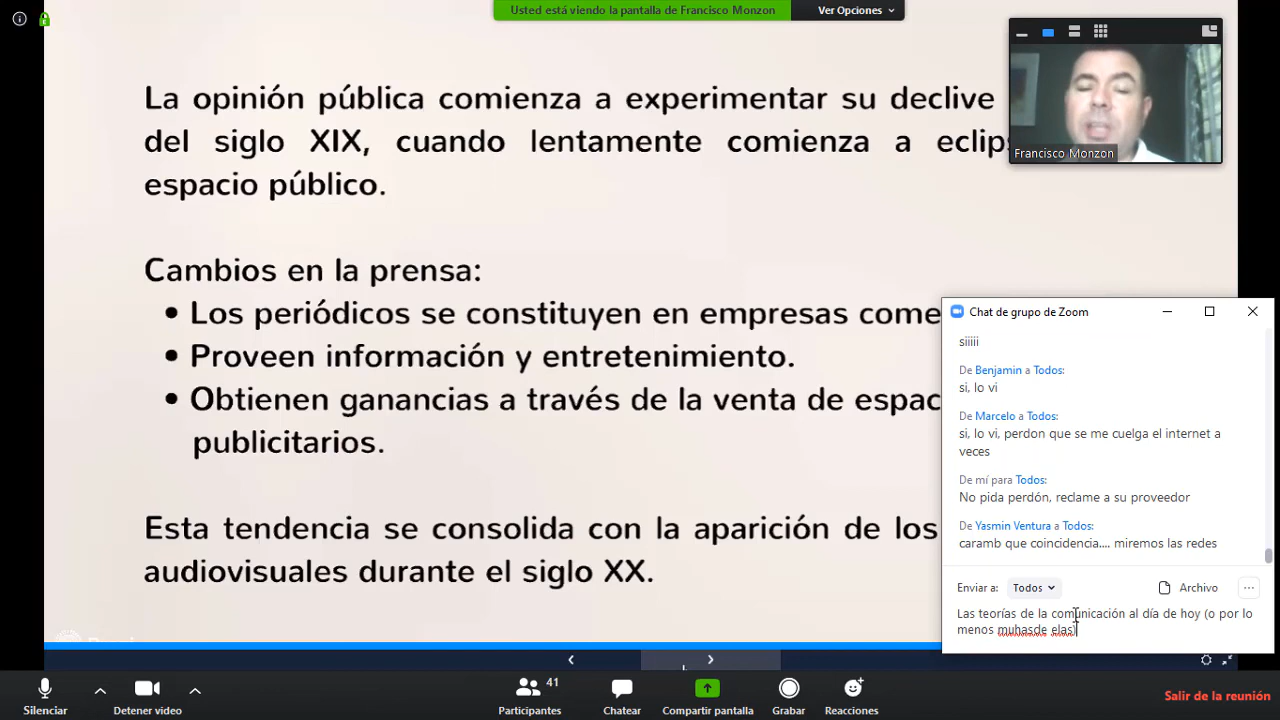 Usted está viendo la pantalla de Francisco Monzon
Ver Opciones
La opinión pública comienza a experimentar su declive
del siglo XIX, cuando lentamente comienza a
espacio público.
Cambios en la prensa:
• Los periódicos se constituyen en empresas
• Proveen información y entretenimiento.
• Obtienen ganancias a través de la venta de
publicitarios.
Esta tendencia se consolida con la aparición de los
audiovisuales durante el siglo XX.
Francisco Monzon
Chat de grupo de Zoom
siiiii
De Benjamin a Todos:
si, lo vi
De Marcelo a Todos:
si, lo vi, perdon que se me cuelga el internet a
veces
De mí para Todos:
No pida perdón, reclame a su proveedor
De Yasmin Ventura a Todos:
caramb que coincidencia.... miremos las redes
Enviar a: Todos
Archivo
Las teorías de la comunicación al día de hoy (o por lo
menos muhasde elas)
Silenciar
Detener video
41
Participantes
Chatear
Compartir pantalla
Grabar
Reacciones
Salir de la reunión